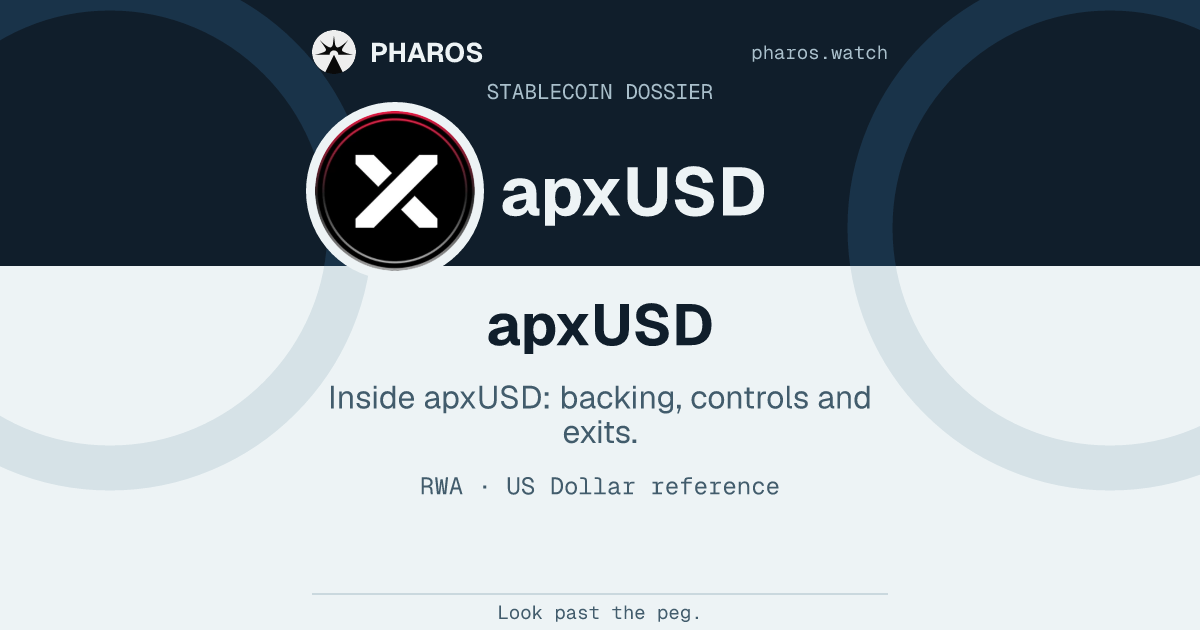 PHAROS
pharos.watch
STABLECOIN DOSSIER
apxUSD
apxUSD
Inside apxUSD: backing, controls and
exits.
RWA · US Dollar reference
Look past the peg.